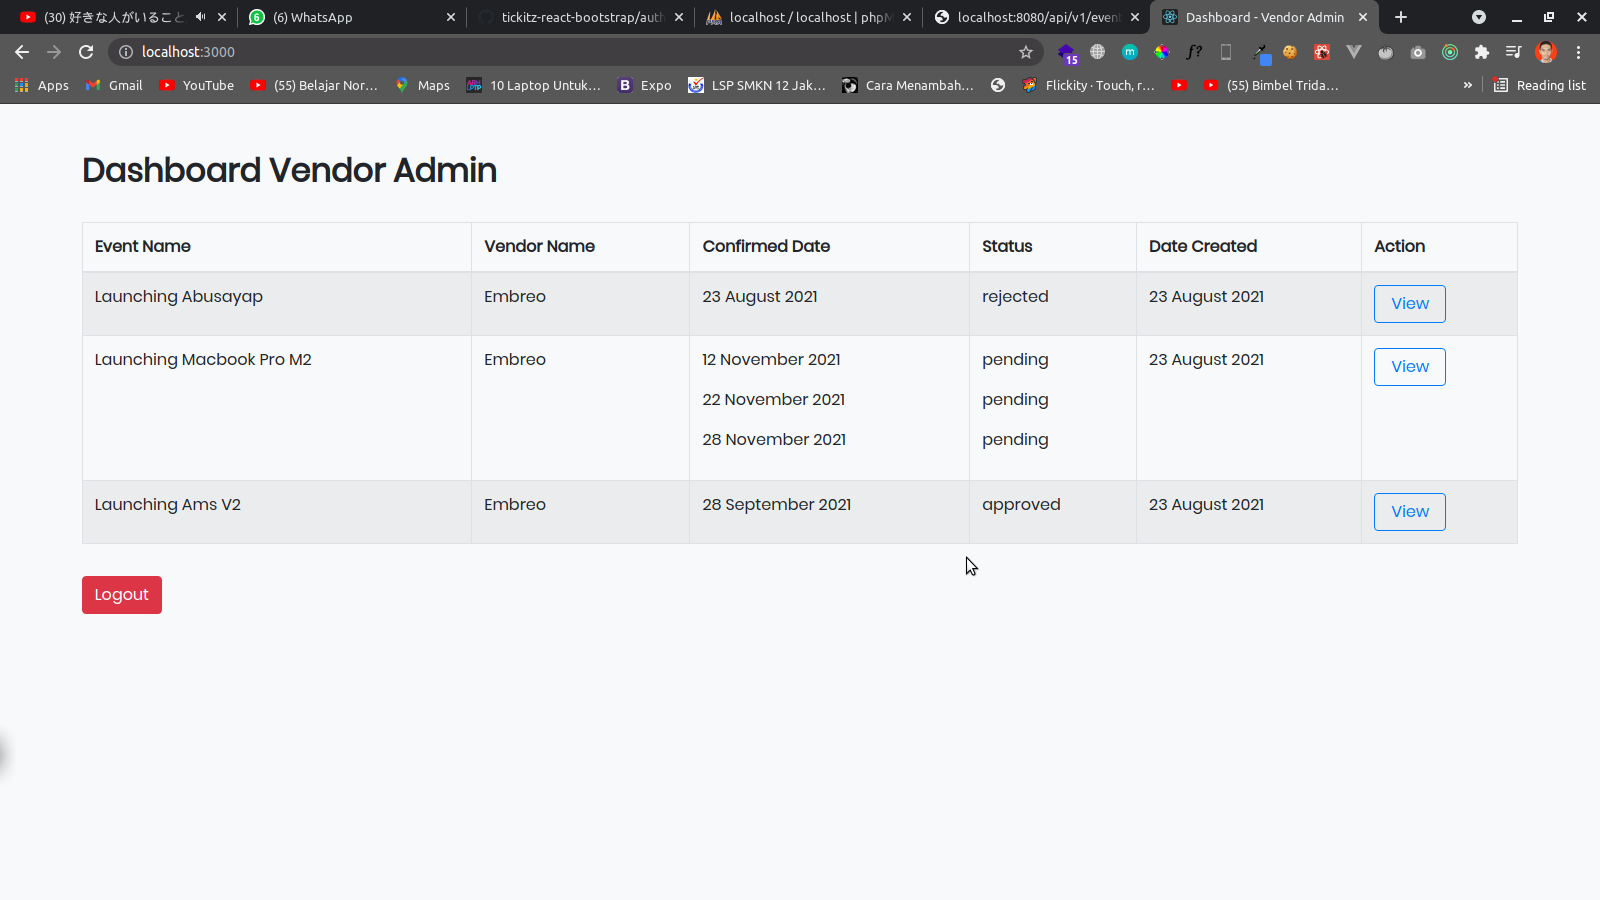 (30) 好きな人がいること
(6) WhatsApp
tickitz-react-bootstrap/auth
localhost / localhost | phpM
localhost:8080/api/v1/event
Dashboard - Vendor Admin
localhost:3000
15
Apps
Gmail
YouTube
(55) Belajar Nor...
Maps
10 Laptop Untuk...
Expo
LSP SMKN 12 Jak...
Cara Menambah...
Flickity · Touch, r...
(55) Bimbel Trida...
»
Reading list
Dashboard Vendor Admin
Event Name Vendor Name Confirmed Date Status Date Created Action
Launching Abusayap Embreo 23 August 2021 rejected 23 August 2021 View
Launching Macbook Pro M2 Embreo 12 November 2021 pending 23 August 2021 View
22 November 2021 pending
28 November 2021 pending
Launching Ams V2 Embreo 28 September 2021 approved 23 August 2021 View
Logout